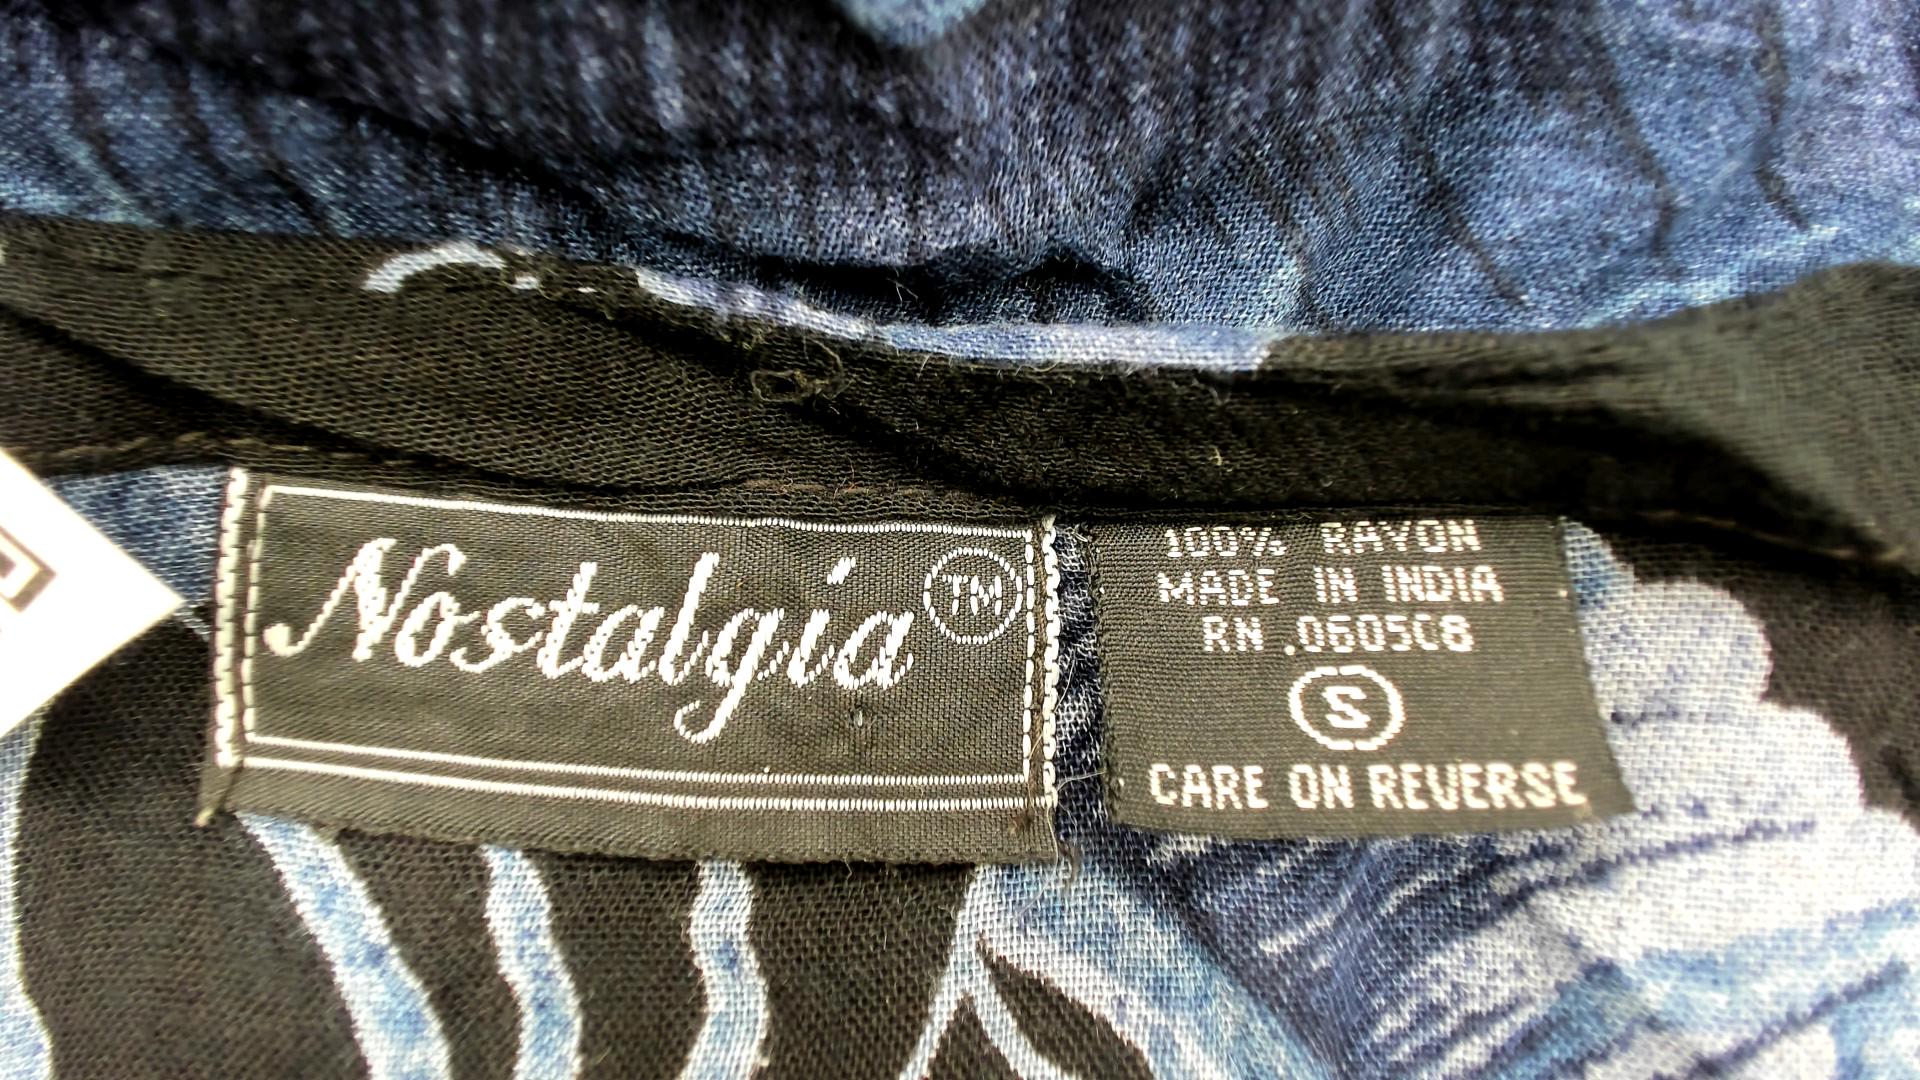 Nostalgia TM
100% RAYON
MADE IN INDIA
RN .060508
S
CARE ON REVERSE